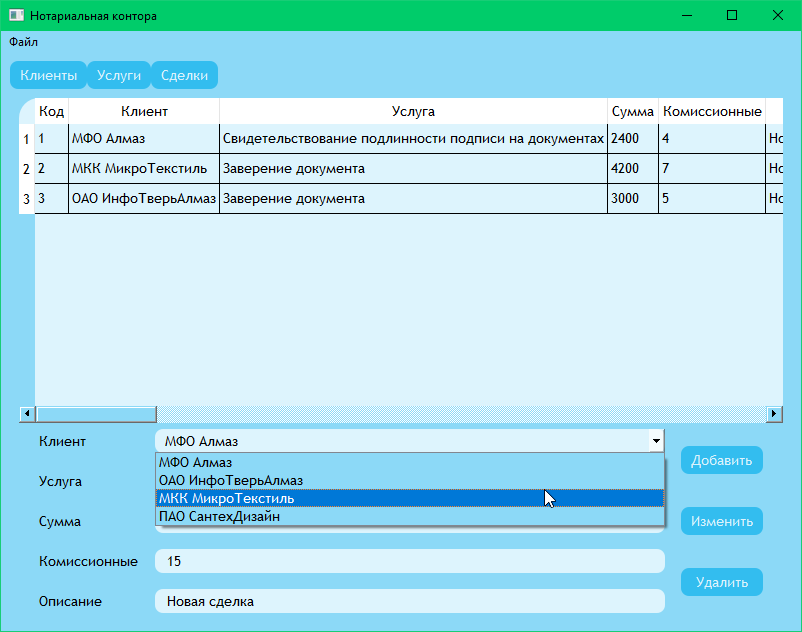 Нотариальная контора
Файл
Клиенты Услуги Сделки
Код Клиент Услуга Сумма Комиссионные
1 1 МФО Алмаз Свидетельствование подлинности подписи на документах 2400 4 Но
2 2 МКК МикроТекстиль Заверение документа 4200 7 Но
3 3 ОАО ИнфоТверьАлмаз Заверение документа 3000 5 Но
Клиент МФО Алмаз
МФО Алмаз
Добавить
Услуга ОАО ИнфоТверьАлмаз
МКК МикроТекстиль
Сумма ПАО СантехДизайн
Изменить
Комиссионные 15
Удалить
Описание Новая сделка